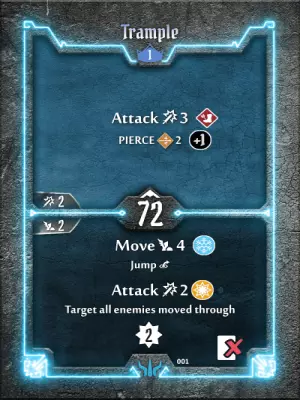 Trample
1
Attack 3
PIERCE 2 +1
2
72
2
Move 4
Jump
Attack 2
Target all enemies moved through
2
001